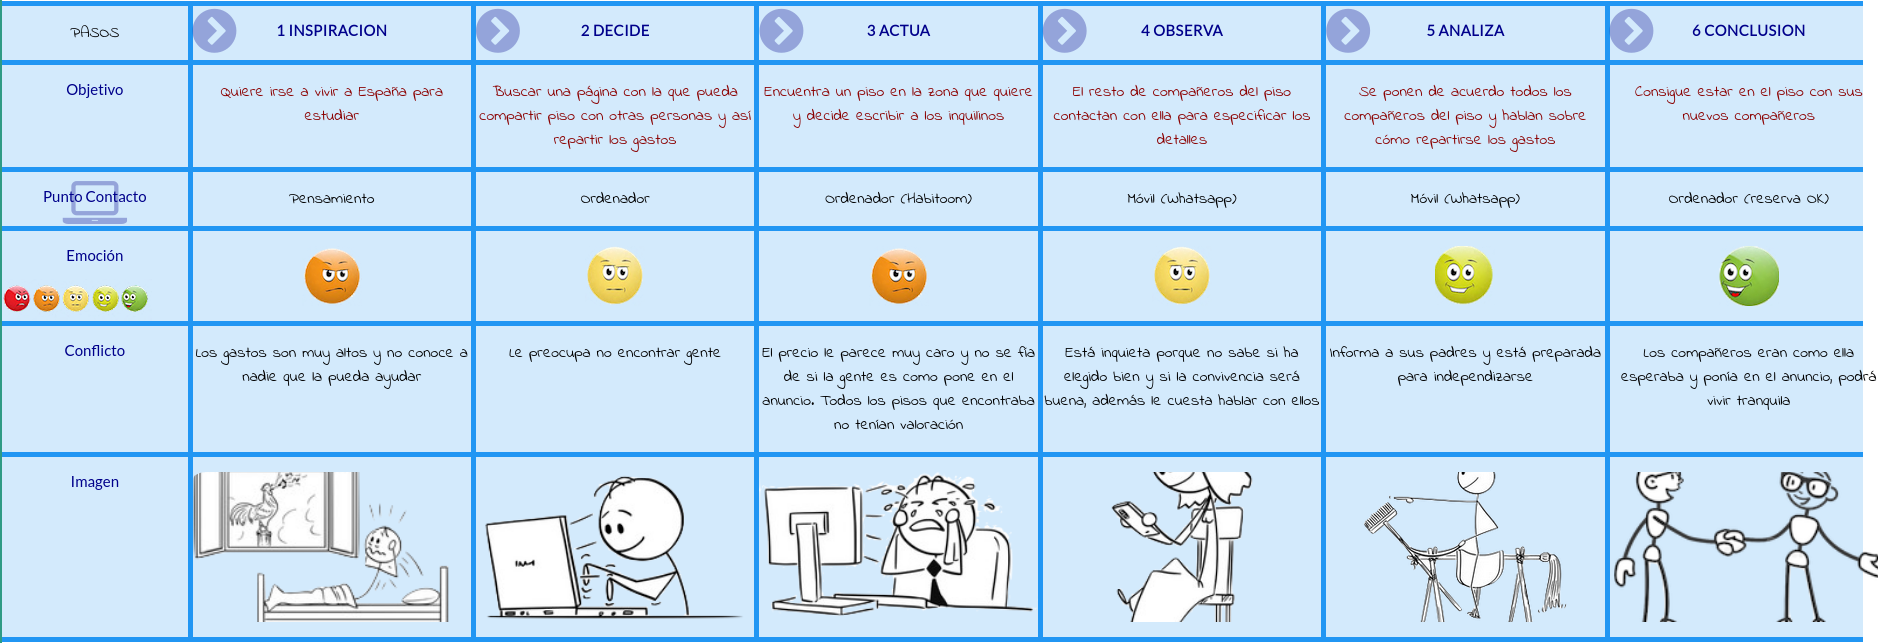 PASOS
1 INSPIRACION
2 DECIDE
3 ACTUA
4 OBSERVA
5 ANALIZA
6 CONCLUSION
Objetivo
Quiere irse a vivir a España para
estudiar
Buscar una página con la que pueda
compartir piso con otras personas y así
repartir los gastos
Encuentra un piso en la zona que quiere
y decide escribir a los inquilinos
El resto de compañeros del piso
contactan con ella para especificar los
detalles
Se ponen de acuerdo todos los
compañeros del piso y hablan sobre
cómo repartirse los gastos
Consigue estar en el piso con sus
nuevos compañeros
Punto Contacto
Pensamiento
Ordenador
Ordenador (Habitoom)
Móvil (Whatsapp)
Móvil (Whatsapp)
Ordenador (reserva OK)
Emoción
Conflicto
Los gastos son muy altos y no conoce a
nadie que la pueda ayudar
Le preocupa no encontrar gente
El precio le parece muy caro y no se fía
de si la gente es como pone en el
anuncio. Todos los pisos que encontraba
no tenían valoración
Está inquieta porque no sabe si ha
elegido bien y si la convivencia será
buena, además le cuesta hablar con ellos
Informa a sus padres y está preparada
para independizarse
Los compañeros eran como ella
esperaba y ponía en el anuncio, podrá
vivir tranquila
Imagen